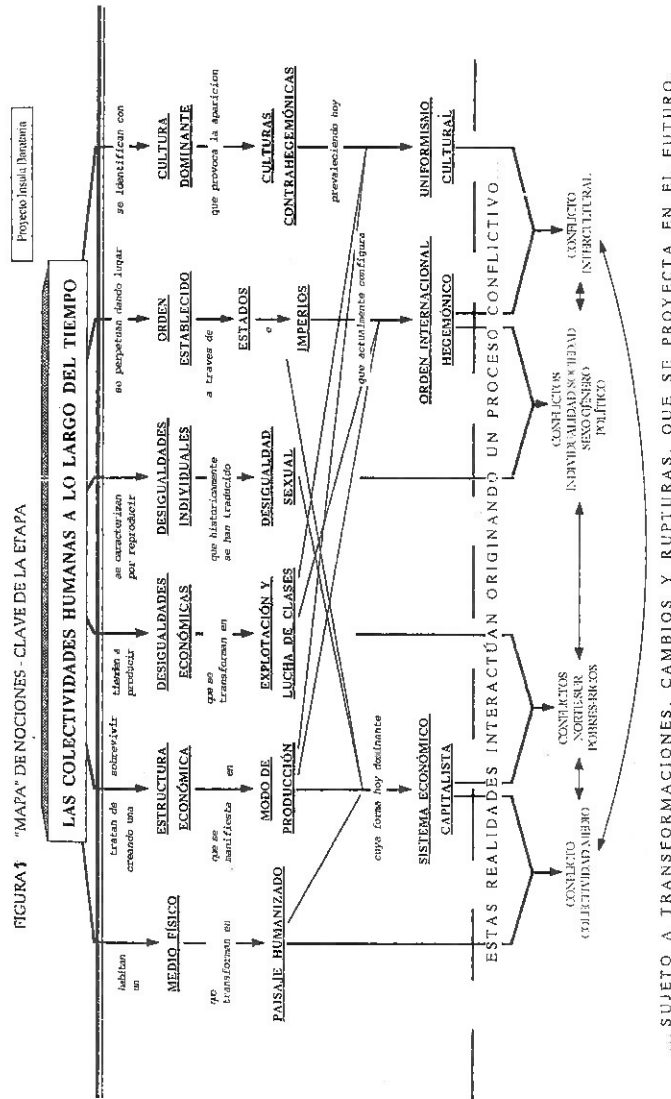 FIGURA 1 "MAPA" DE NOCIONES - CLAVE DE LA ETAPA
Proyecto Insula Barataria
LAS COLECTIVIDADES HUMANAS A LO LARGO DEL TIEMPO
habitan
un
MEDIO FÍSICO
que
transforman en
PAISAJE HUMANIZADO
tratan de sobrevivir
creando una
ESTRUCTURA
ECONÓMICA
que se
manifiesta en
MODO DE
PRODUCCIÓN
cuya forma hoy dominante
SISTEMA ECONÓMICO
CAPITALISTA
tienden a
producir
DESIGUALDADES
ECONÓMICAS
que se
transforman en
EXPLOTACIÓN Y
LUCHA DE CLASES
se caracterizan
por reproducir
DESIGUALDADES
INDIVIDUALES
que historicamente
se han traducido
DESIGUALDAD
SEXUAL
se perpetuan dando lugar
ORDEN
ESTABLECIDO
a traves de
ESTADOS
e
IMPERIOS
que actualmente configura
ORDEN INTERNACIONAL
HEGEMÓNICO
se identifican con
CULTURA
DOMINANTE
que provoca la aparicion
CULTURAS
CONTRAHEGEMÓNICAS
prevaleciendo hoy
UNIFORMISMO
CULTURAL
ESTAS REALIDADES INTERACTÚAN ORIGINANDO UN PROCESO CONFLICTIVO...
CONFLICTO
COLECTIVIDAD MEDIO
CONFLICTOS
NORTE SUR
POBRES-RICOS
CONFLICTOS
INDIVIDUALIDAD SOCIEDAD
SEXO GÉNERO
POLÍTICO
CONFLICTO
INTERCULTURAL
...SUJETO A TRANSFORMACIONES, CAMBIOS Y RUPTURAS, QUE SE PROYECTA EN EL FUTURO